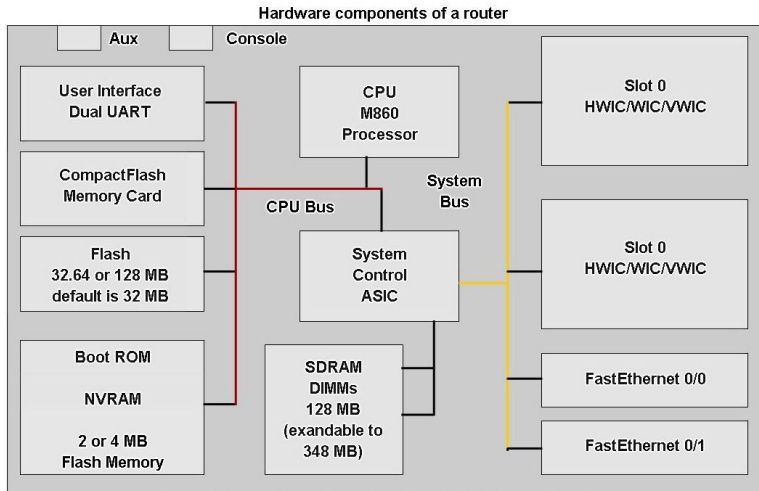 Hardware components of a router
Aux
Console
User Interface
Dual UART
CompactFlash
Memory Card
Flash
32.64 or 128 MB
default is 32 MB
Boot ROM
NVRAM
2 or 4 MB
Flash Memory
CPU
M860
Processor
CPU Bus
System
Bus
System
Control
ASIC
SDRAM
DIMMs
128 MB
(exandable to
348 MB)
Slot 0
HWIC/WIC/VWIC
Slot 0
HWIC/WIC/VWIC
FastEthernet 0/0
FastEthernet 0/1